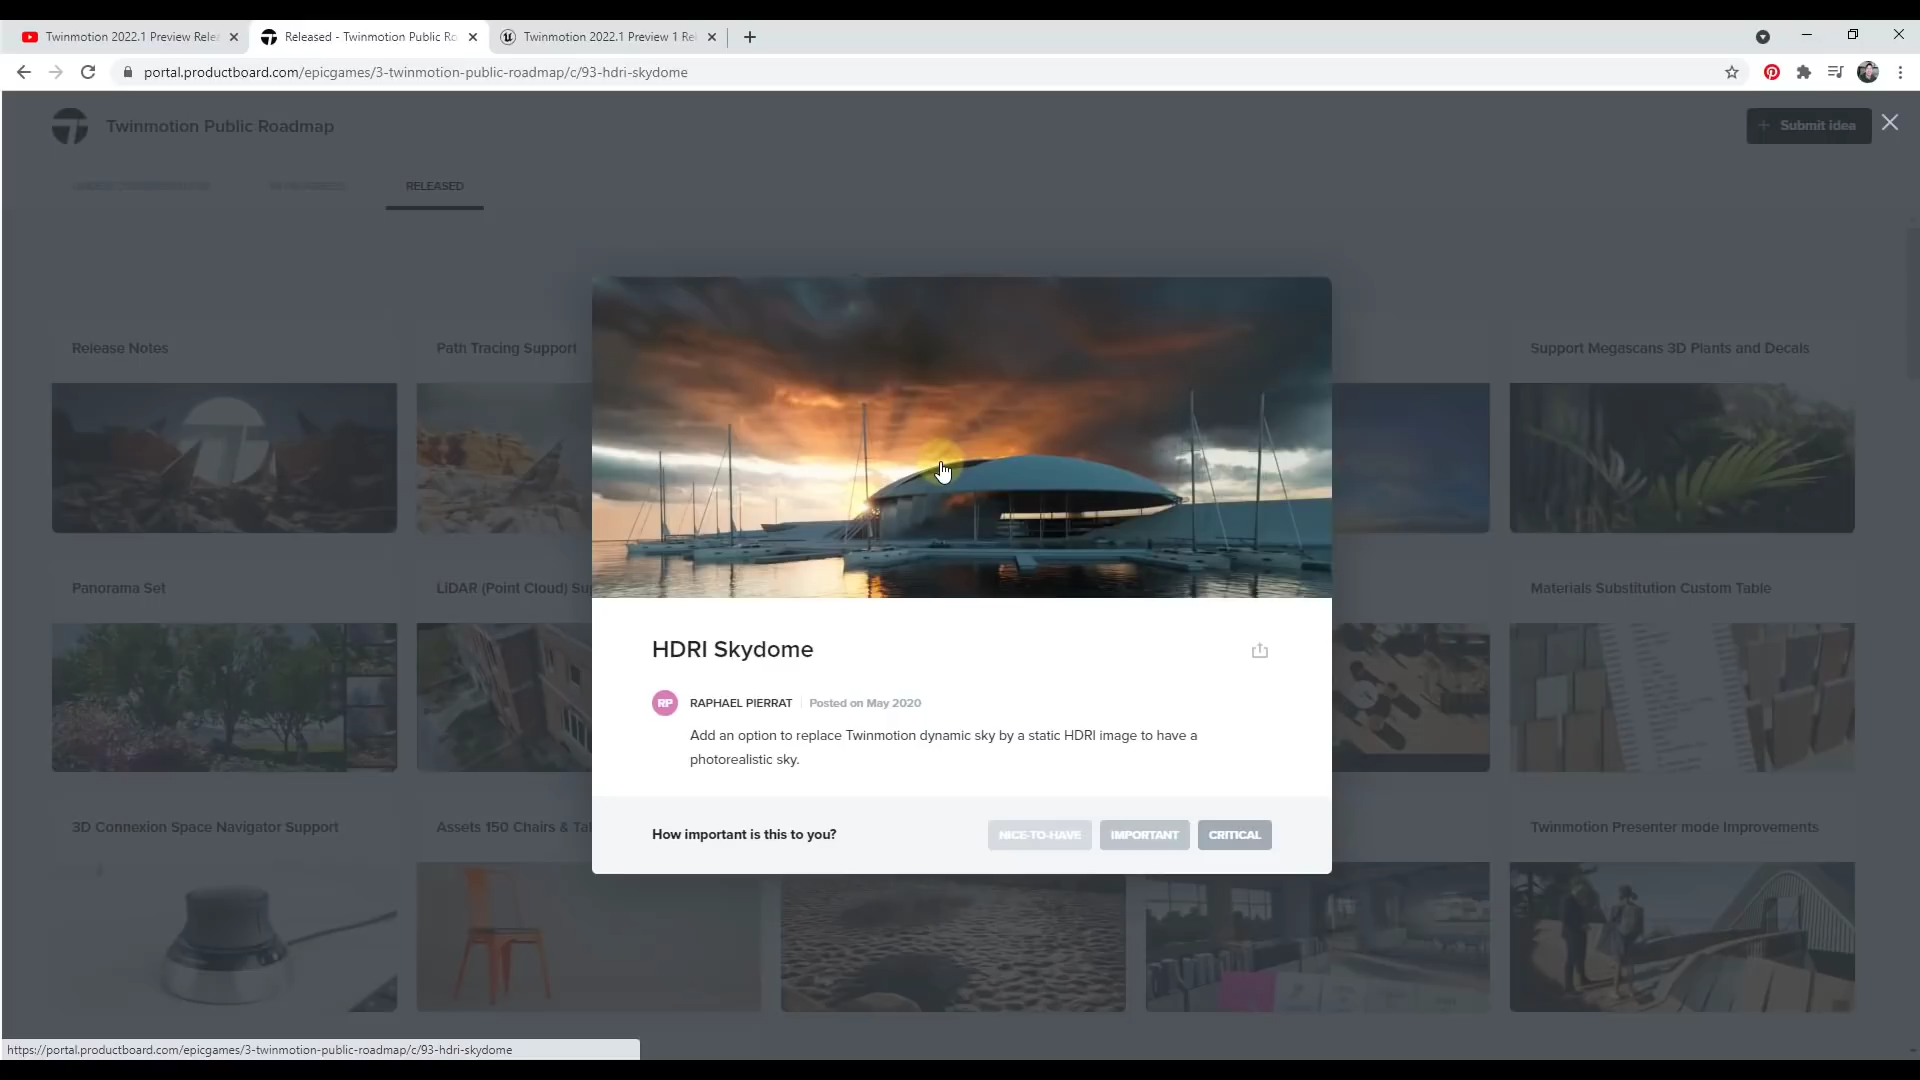 Twinmotion 2022.1 Preview Rele
Released - Twinmotion Public Ro
Twinmotion 2022.1 Preview 1 Re
portal.productboard.com/epicgames/3-twinmotion-public-roadmap/c/93-hdri-skydome
Twinmotion Public Roadmap
+ Submit idea
RELEASED
Release Notes
Path Tracing Support
Support Megascans 3D Plants and Decals
Panorama Set
LiDAR (Point Cloud) Su
Materials Substitution Custom Table
HDRI Skydome
RP RAPHAEL PIERRAT Posted on May 2020
Add an option to replace Twinmotion dynamic sky by a static HDRI image to have a
photorealistic sky.
How important is this to you?
NICE-TO-HAVE
IMPORTANT
CRITICAL
3D Connexion Space Navigator Support
Assets 150 Chairs & Ta
Twinmotion Presenter mode Improvements
https://portal.productboard.com/epicgames/3-twinmotion-public-roadmap/c/93-hdri-skydome